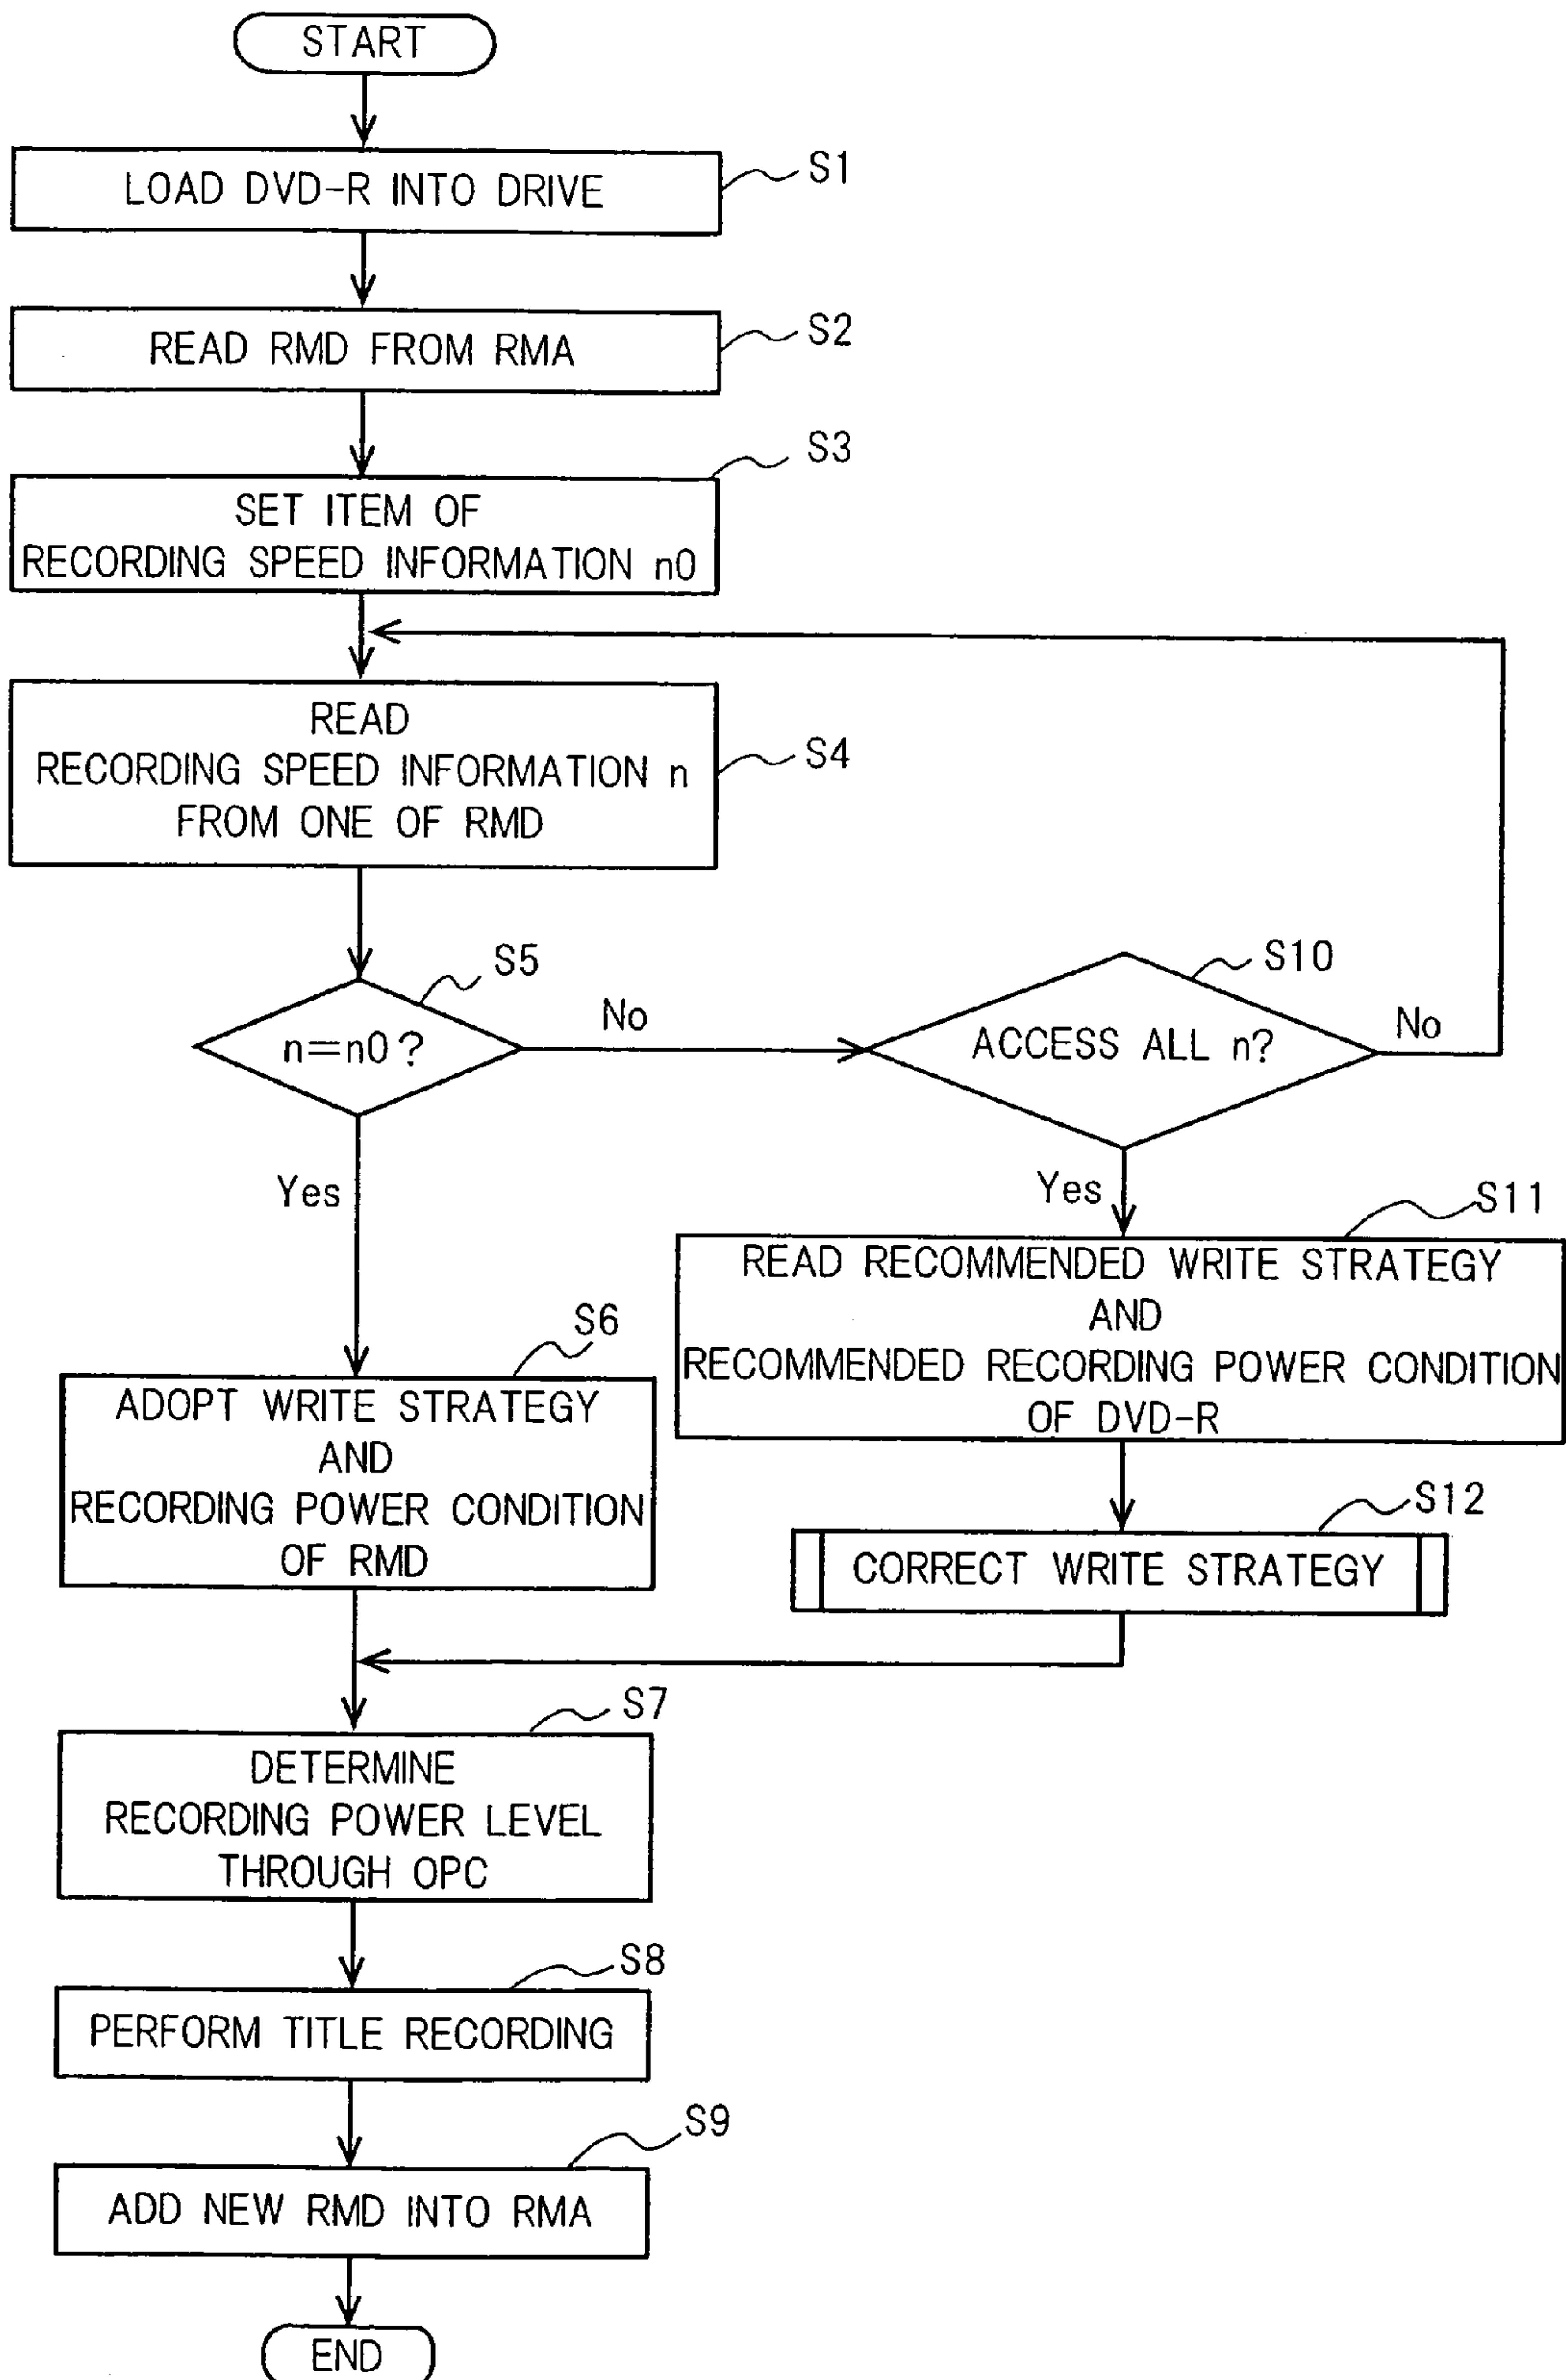 START
LOAD DVD-R INTO DRIVE
S1
READ RMD FROM RMA
S2
SET ITEM OF
RECORDING SPEED INFORMATION n0
S3
READ
RECORDING SPEED INFORMATION n
FROM ONE OF RMD
S4
n=n0?
S5
No
Yes
ACCESS ALL n?
S10
No
Yes
READ RECOMMENDED WRITE STRATEGY
AND
RECOMMENDED RECORDING POWER CONDITION
OF DVD-R
S11
ADOPT WRITE STRATEGY
AND
RECORDING POWER CONDITION
OF RMD
S6
CORRECT WRITE STRATEGY
S12
DETERMINE
RECORDING POWER LEVEL
THROUGH OPC
S7
PERFORM TITLE RECORDING
S8
ADD NEW RMD INTO RMA
S9
END